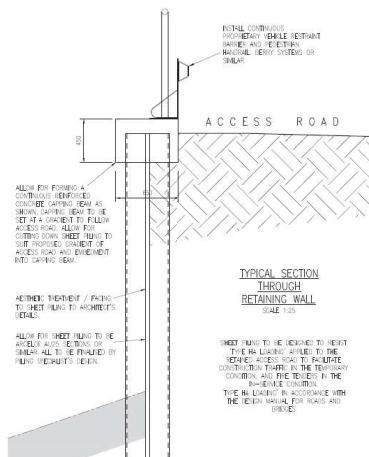 INSTALL CONTINUOUS
PROPRIETARY VEHICLE RESTRAINT
BARRIER AND PEDESTRIAN
HANDRAIL BERRY SYSTEMS OR
SIMILAR.
ACCESS ROAD
450
650
ALLOW FOR FORMING A
CONTINUOUS REINFORCED
CONCRETE CAPPING BEAM AS
SHOWN. CAPPING BEAM TO BE
SET AT A GRADIENT TO FOLLOW
ACCESS ROAD. ALLOW FOR
CUTTING DOWN SHEET PILING TO
SUIT PROPOSED GRADIENT OF
ACCESS ROAD AND EMBEDMENT
INTO CAPPING BEAM.
TYPICAL SECTION
THROUGH
RETAINING WALL
SCALE 1:25
AESTHETIC TREATMENT / FACING
TO SHEET PILING TO ARCHITECT'S
DETAILS.
ALLOW FOR SHEET PILING TO BE
ARCELOR AU25 SECTIONS OR
SIMILAR. ALL TO BE FINALISED BY
PILING SPECIALIST'S DESIGN.
SHEET PILING TO BE DESIGNED TO RESIST
'TYPE HA LOADING' APPLIED TO THE
RETAINED ACCESS ROAD TO FACILITATE
CONSTRUCTION TRAFFIC IN THE TEMPORARY
CONDITION, AND FIRE TENDERS IN THE
IN-SERVICE CONDITION.
'TYPE HA LOADING' IN ACCORDANCE WITH
THE DESIGN MANUAL FOR ROADS AND
BRIDGES